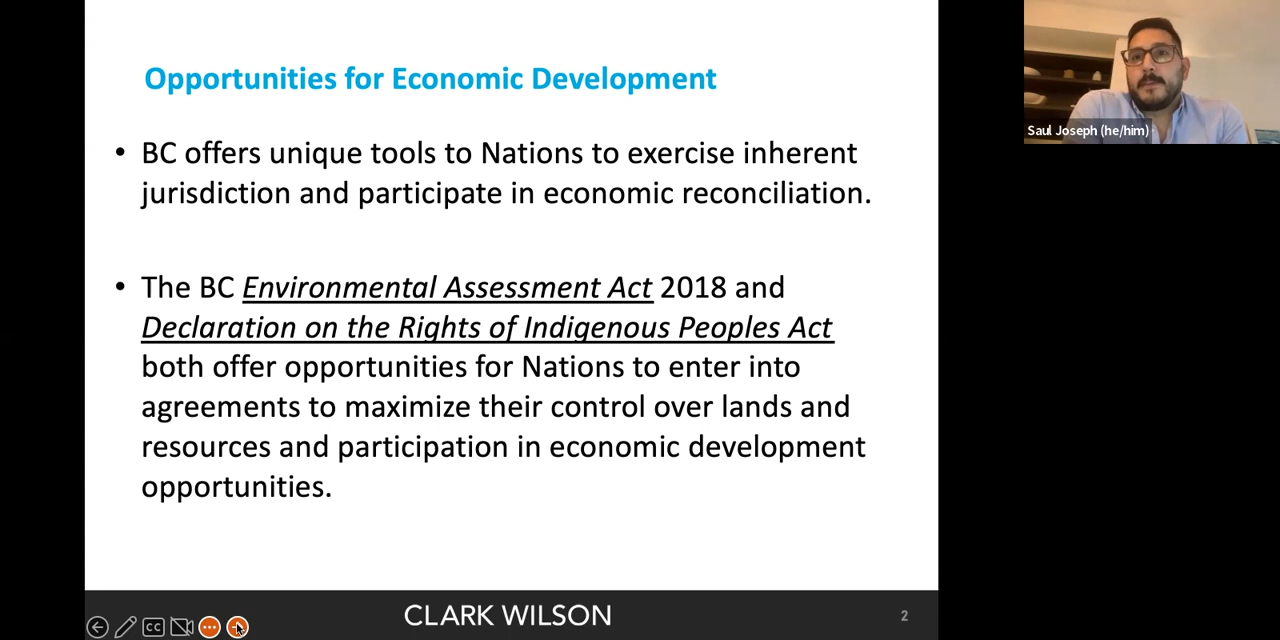 Opportunities for Economic Development
• BC offers unique tools to Nations to exercise inherent
jurisdiction and participate in economic reconciliation.
• The BC Environmental Assessment Act 2018 and
Declaration on the Rights of Indigenous Peoples Act
both offer opportunities for Nations to enter into
agreements to maximize their control over lands and
resources and participation in economic development
opportunities.
CLARK WILSON
2
CC
Saul Joseph (he/him)